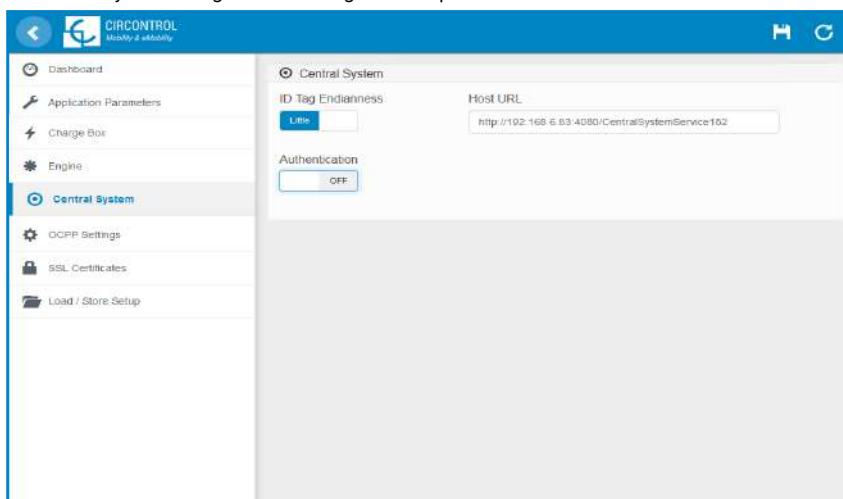 CIRCONTROL
Mobility & eMobility
Dashboard
Application Parameters
Charge Box
Engine
Central System
OCPP Settings
SSL Certificates
Load / Store Setup
Central System
ID Tag Endianness
Host URL
Little
http://192.168.6.83:4080/CentralSystemService162
Authentication
OFF